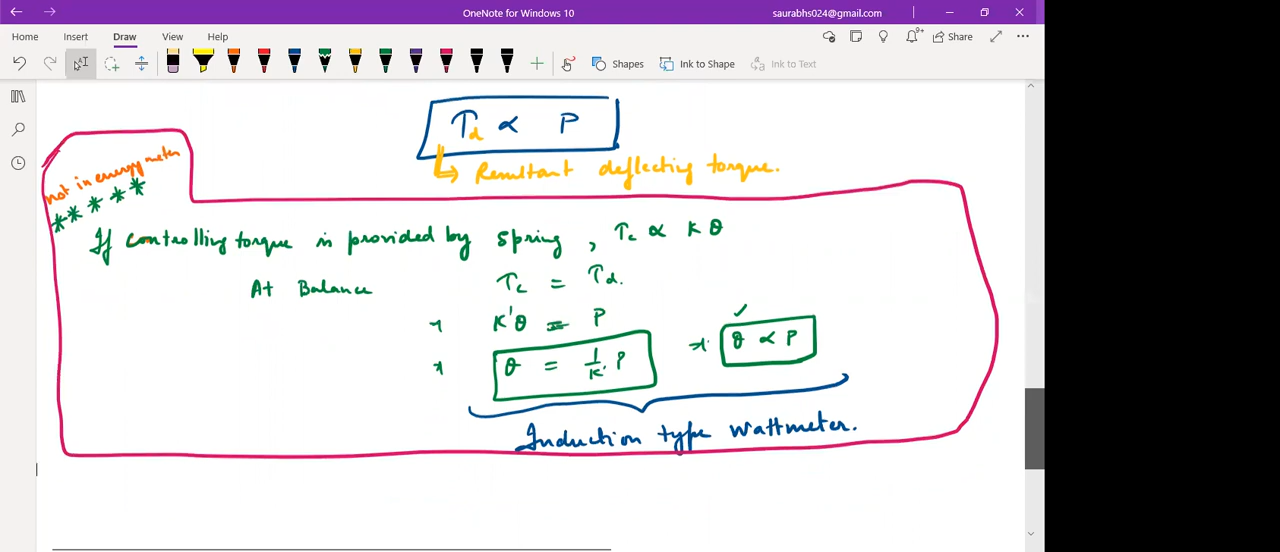 OneNote for Windows 10
saurabhs024@gmail.com
Home Insert Draw View Help
Share
Shapes Ink to Shape Ink to Text
Td ∝ P
↳ Resultant deflecting torque.
not in energy meter
*****
If controlling torque is provided by spring, Tc ∝ K θ
At Balance Tc = Td.
K'θ = P
θ = 1/K' P
θ ∝ P
Induction type wattmeter.